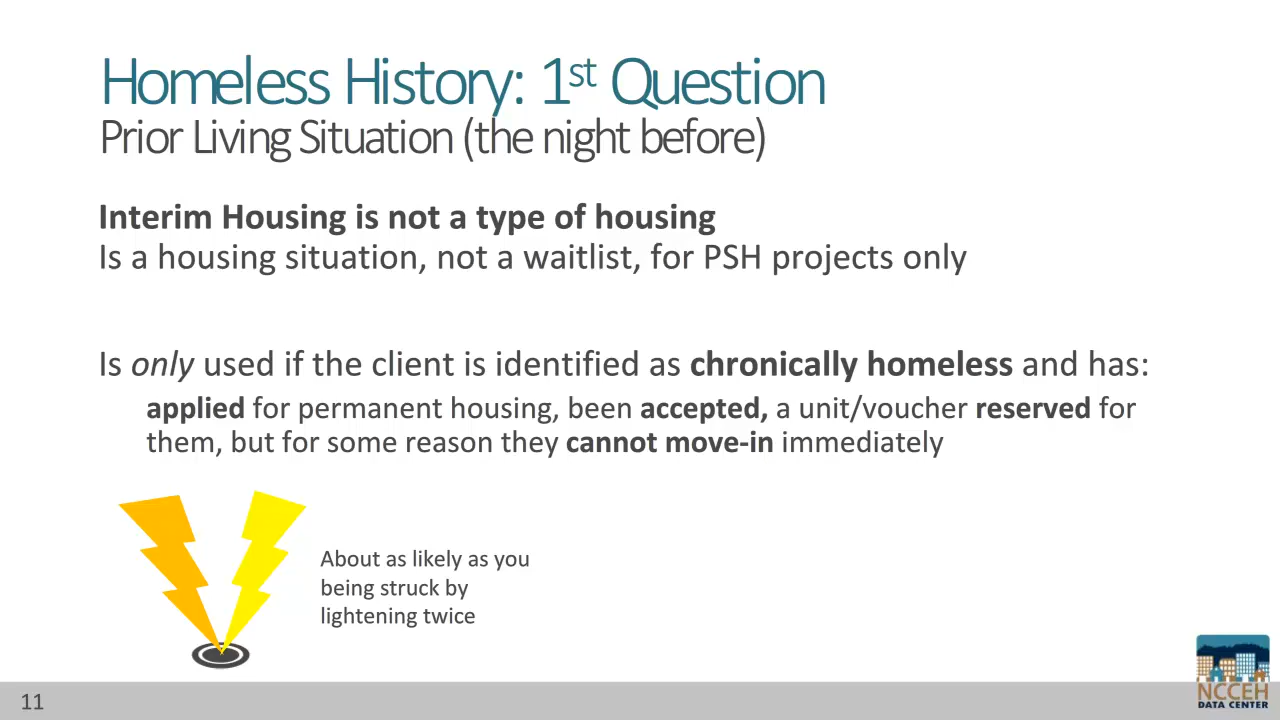 Homeless History: 1st Question
Prior Living Situation (the night before)
Interim Housing is not a type of housing
Is a housing situation, not a waitlist, for PSH projects only
Is only used if the client is identified as chronically homeless and has:
applied for permanent housing, been accepted, a unit/voucher reserved for
them, but for some reason they cannot move-in immediately
About as likely as you
being struck by
lightening twice
11
NCCEH
DATA CENTER